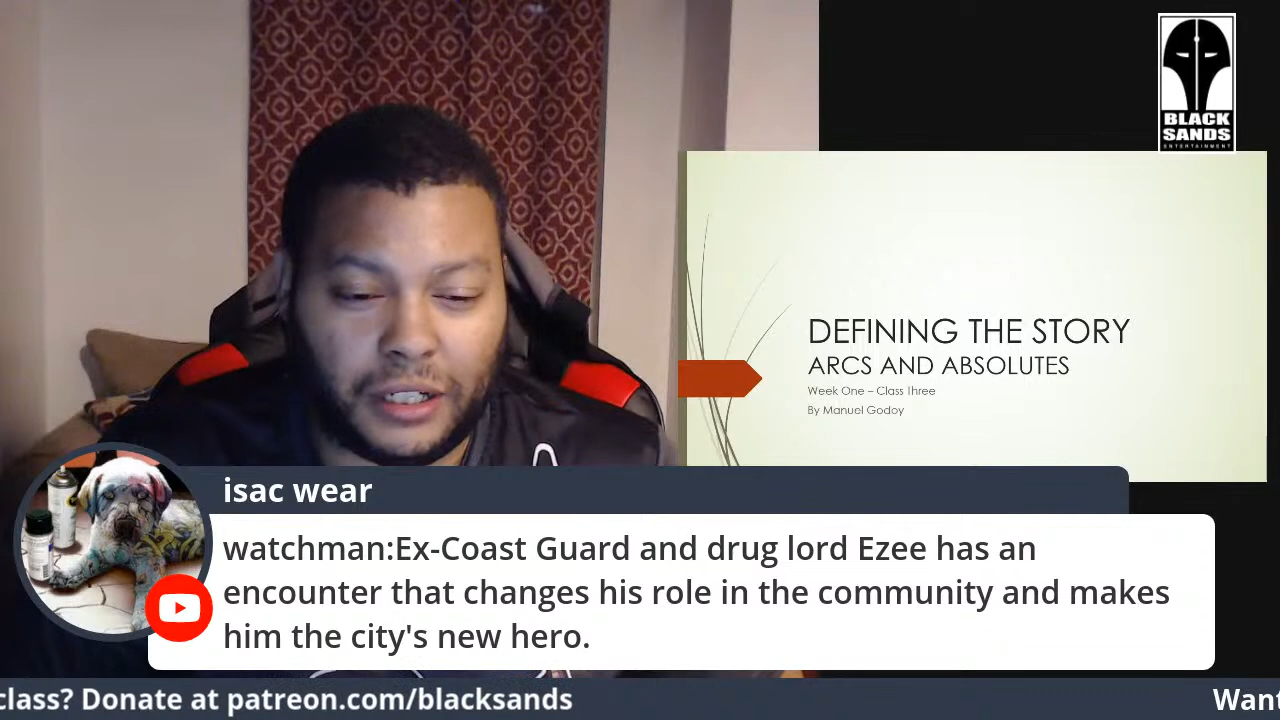 BLACK
SANDS
ENTERTAINMENT
DEFINING THE STORY
ARCS AND ABSOLUTES
Week One – Class Three
By Manuel Godoy
isac wear
watchman:Ex-Coast Guard and drug lord Ezee has an
encounter that changes his role in the community and makes
him the city's new hero.
class? Donate at patreon.com/blacksands
Want